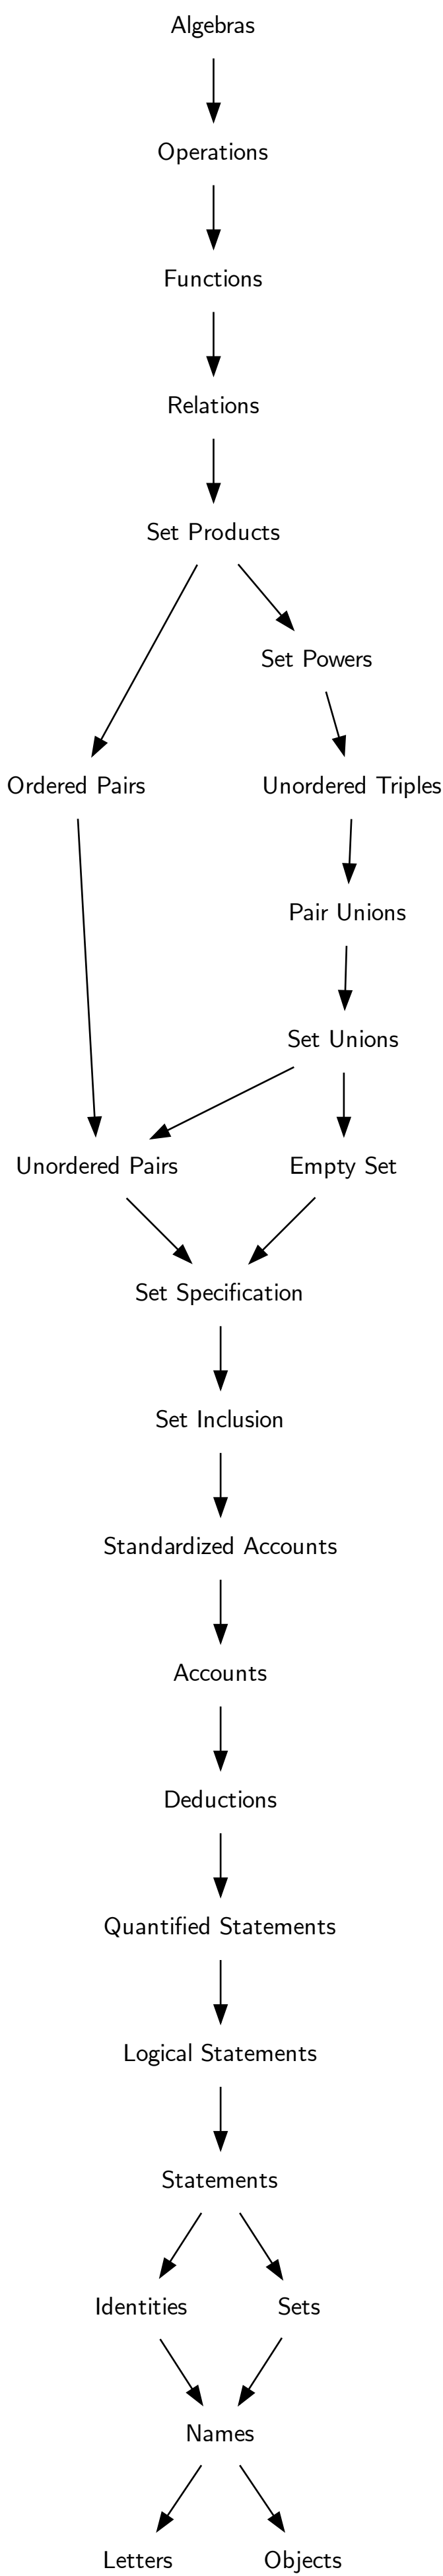 Algebras
Operations
Functions
Relations
Set Products
Set Powers
Ordered Pairs
Unordered Triples
Pair Unions
Set Unions
Unordered Pairs
Empty Set
Set Specification
Set Inclusion
Standardized Accounts
Accounts
Deductions
Quantified Statements
Logical Statements
Statements
Identities
Sets
Names
Letters
Objects